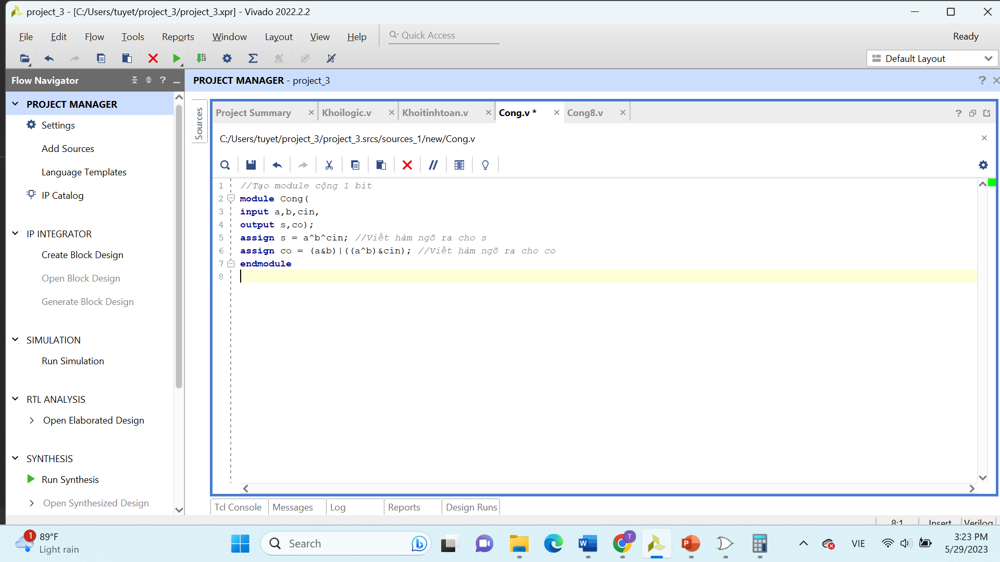 project_3 - [C:/Users/tuyet/project_3/project_3.xpr] - Vivado 2022.2.2
File Edit Flow Tools Reports Window Layout View Help
Quick Access
Ready
Default Layout
Flow Navigator
PROJECT MANAGER - project_3
PROJECT MANAGER
Settings
Add Sources
Language Templates
IP Catalog
IP INTEGRATOR
Create Block Design
Open Block Design
Generate Block Design
SIMULATION
Run Simulation
RTL ANALYSIS
Open Elaborated Design
SYNTHESIS
Run Synthesis
Open Synthesized Design
Sources
Project Summary Khoilogic.v Khoitinhtoan.v Cong.v * Cong8.v
C:/Users/tuyet/project_3/project_3.srcs/sources_1/new/Cong.v
1 //Tạo module cộng 1 bit
2 module Cong(
3 input a,b,cin,
4 output s,co);
5 assign s = a^b^cin; //Viết hàm ngõ ra cho s
6 assign co = (a&b)|((a^b)&cin); //Viết hàm ngõ ra cho co
7 endmodule
8
Tcl Console Messages Log Reports Design Runs
8:1 Insert Verilog
1
89°F
Light rain
Search
T
VIE
3:23 PM
5/29/2023